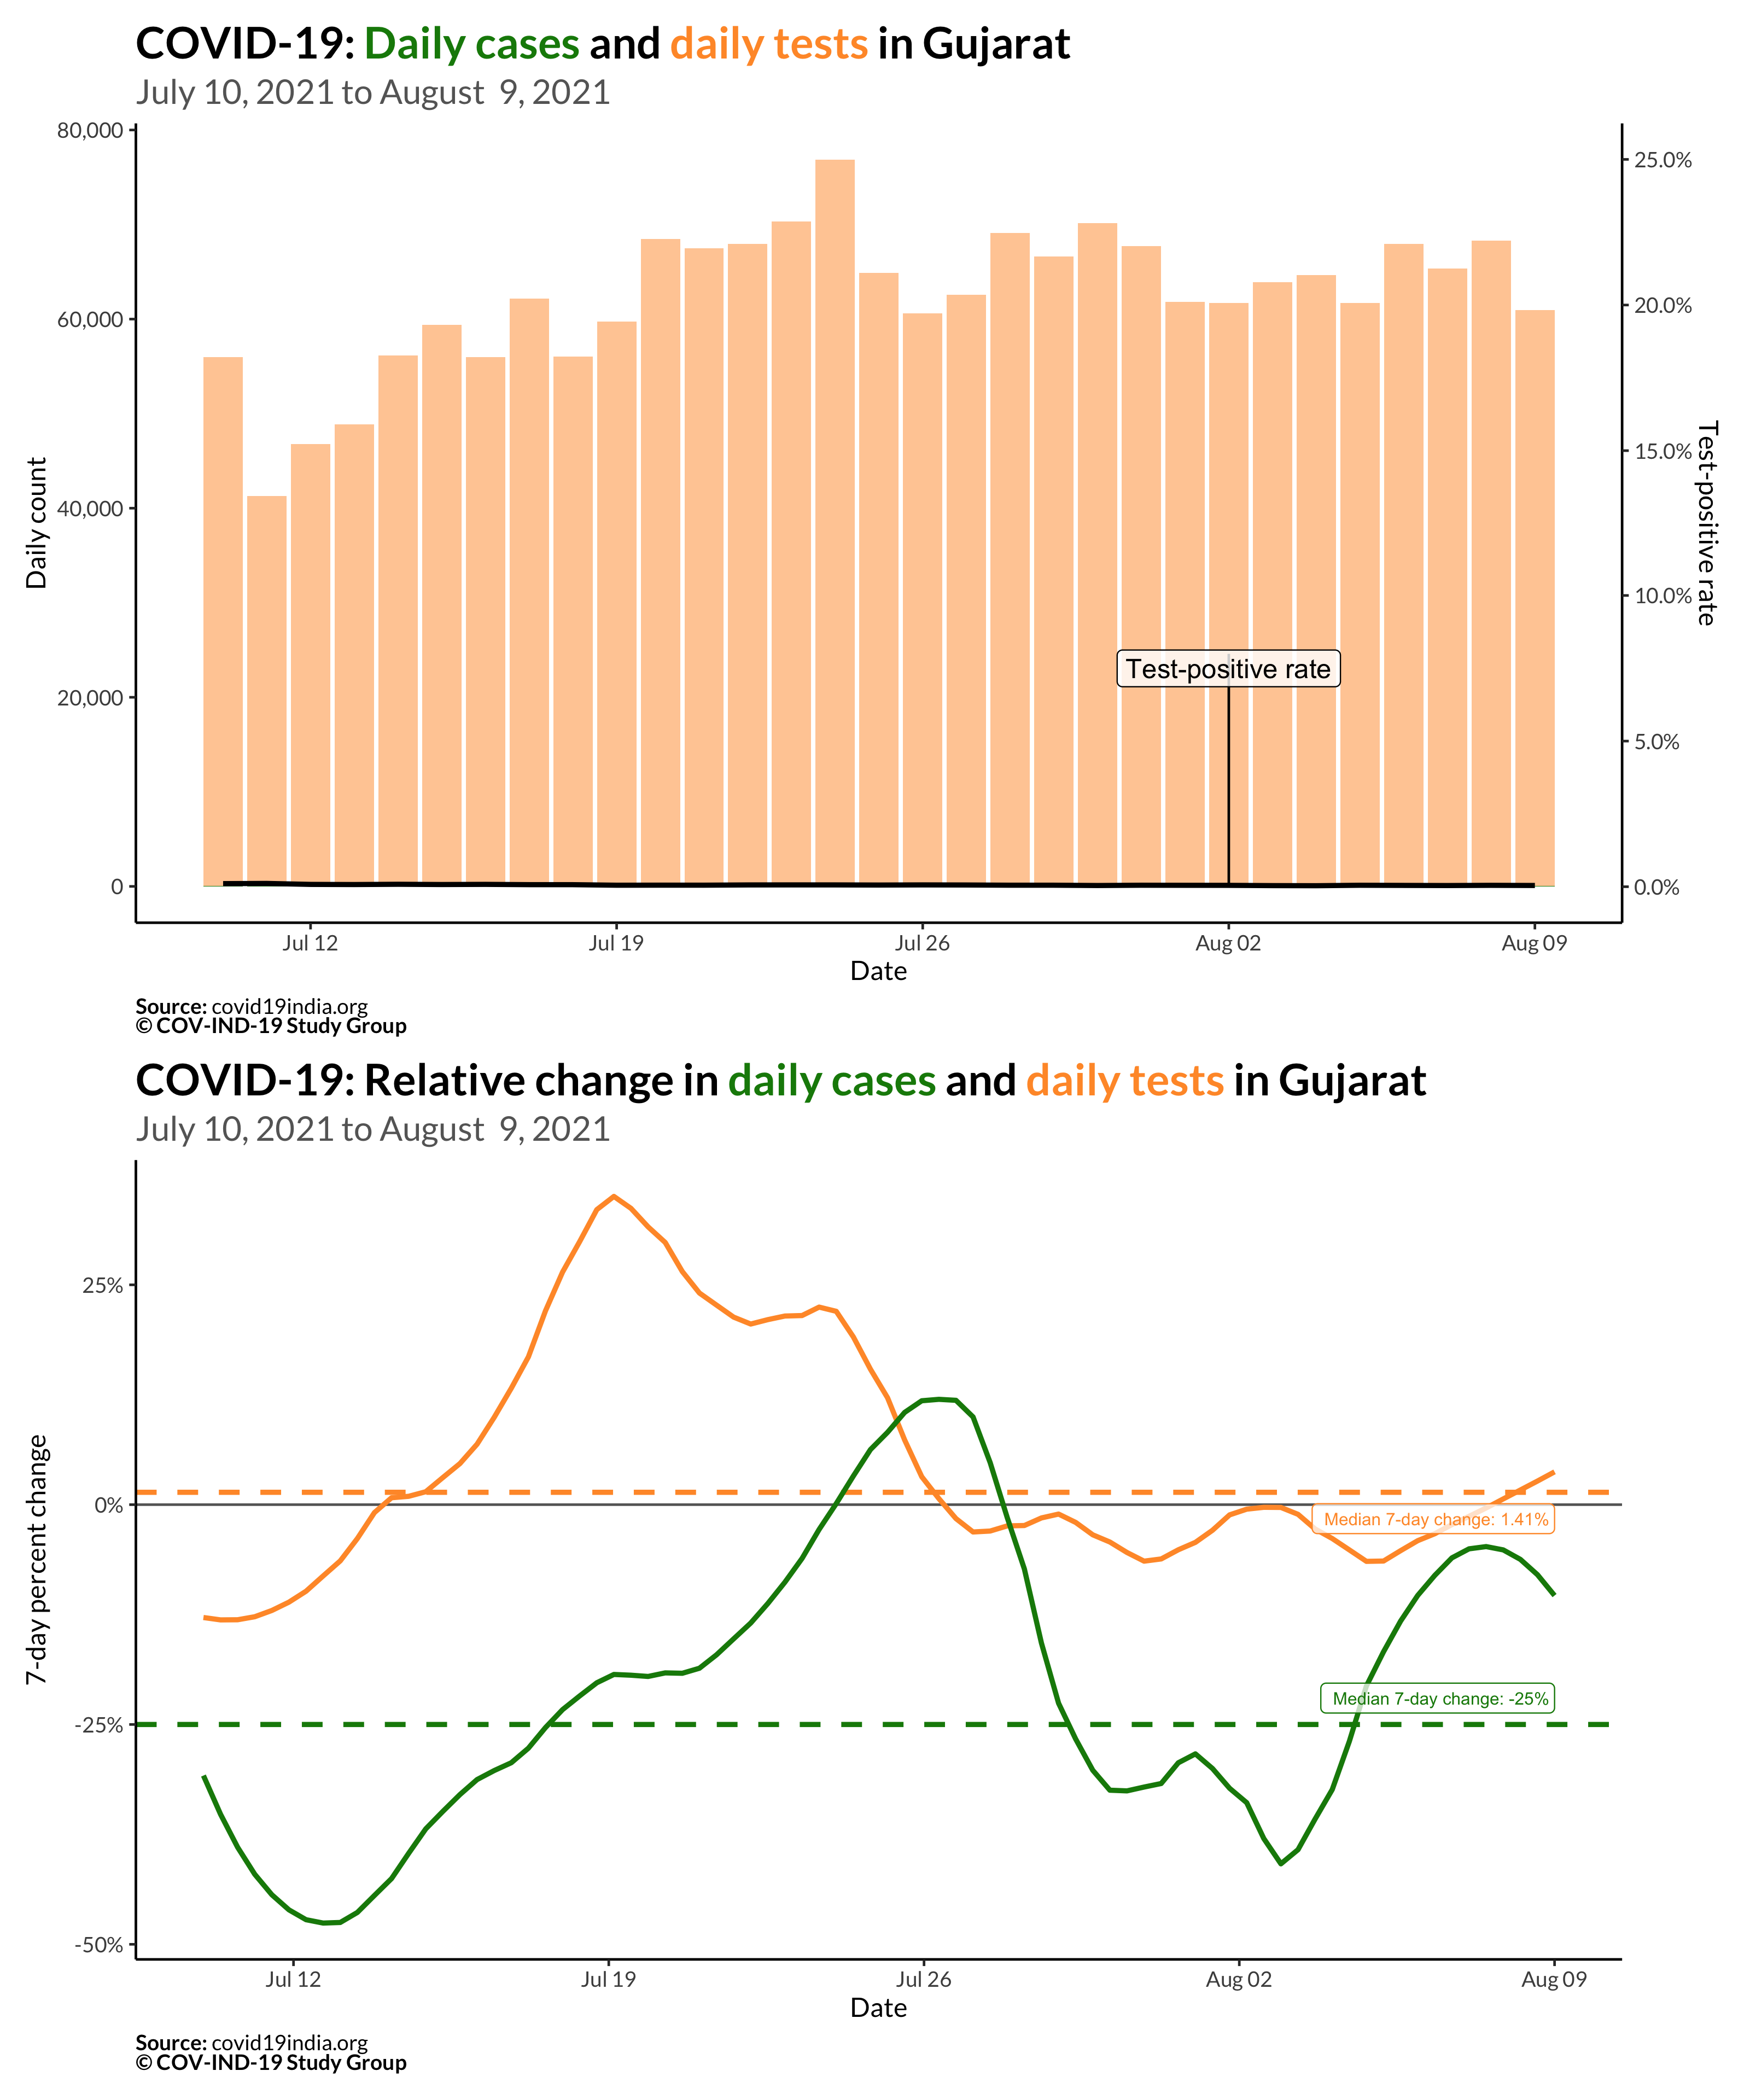 COVID-19: Daily cases and daily tests in Gujarat
July 10, 2021 to August  9, 2021
80,000
60,000
40,000
20,000
0
Daily count
25.0%
20.0%
15.0%
10.0%
5.0%
0.0%
Test-positive rate
Test-positive rate
Jul 12
Jul 19
Jul 26
Aug 02
Aug 09
Date
Source: covid19india.org
© COV-IND-19 Study Group
COVID-19: Relative change in daily cases and daily tests in Gujarat
July 10, 2021 to August  9, 2021
25%
0%
-25%
-50%
7-day percent change
Median 7-day change: 1.41%
Median 7-day change: -25%
Jul 12
Jul 19
Jul 26
Aug 02
Aug 09
Date
Source: covid19india.org
© COV-IND-19 Study Group